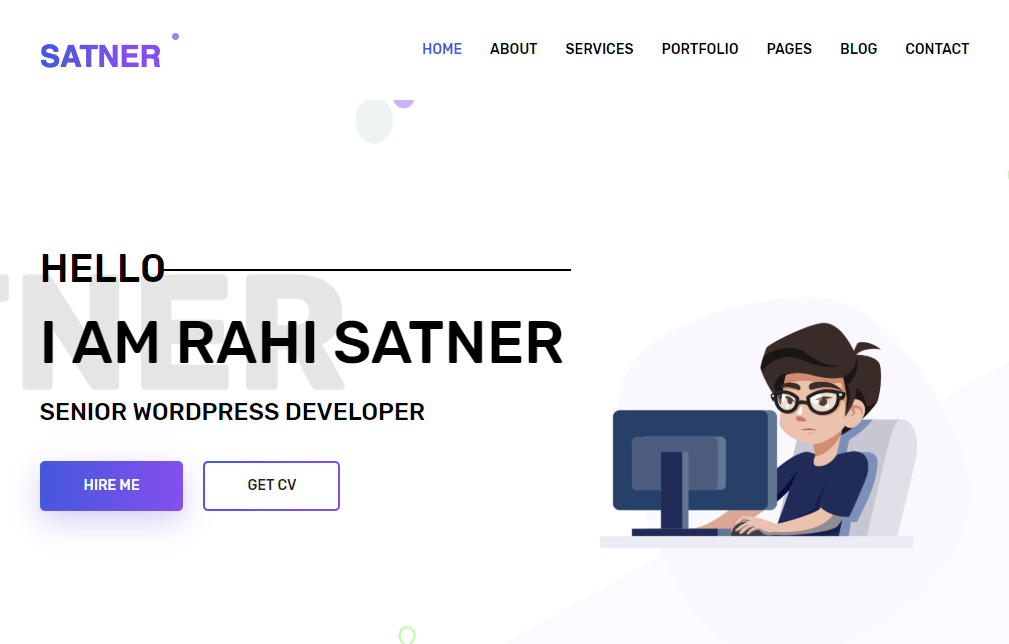 SATNER
HOME ABOUT SERVICES PORTFOLIO PAGES BLOG CONTACT
HELLO
TNER
I AM RAHI SATNER
SENIOR WORDPRESS DEVELOPER
HIRE ME GET CV